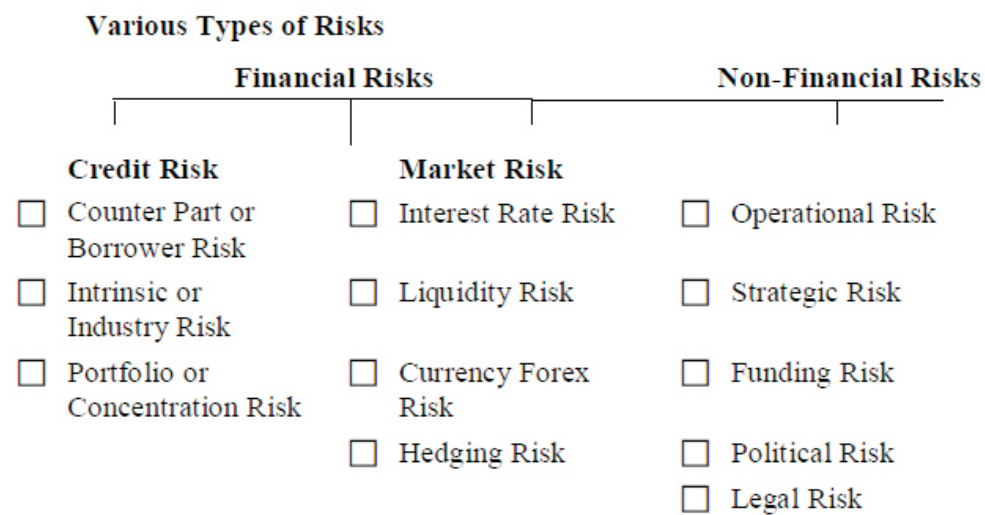 Various Types of Risks
Financial Risks
Non-Financial Risks
Credit Risk
Counter Part or
Borrower Risk
Intrinsic or
Industry Risk
Portfolio or
Concentration Risk
Market Risk
Interest Rate Risk
Liquidity Risk
Currency Forex
Risk
Hedging Risk
Operational Risk
Strategic Risk
Funding Risk
Political Risk
Legal Risk